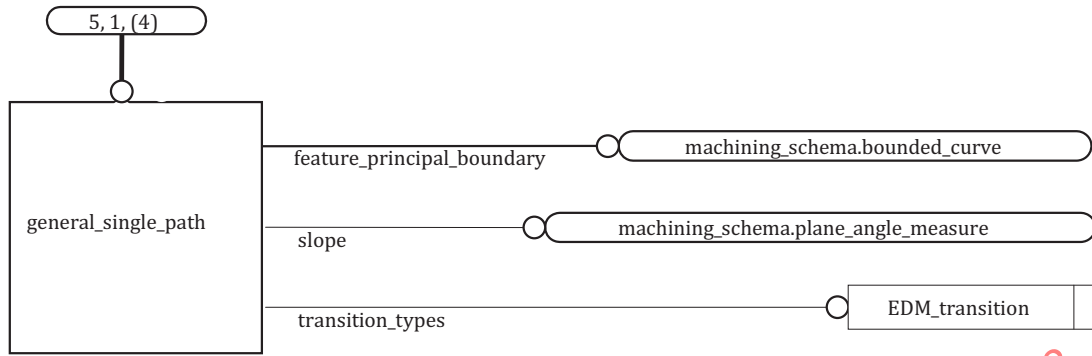 5, 1, (4)
feature_principal_boundary
machining_schema.bounded_curve
general_single_path
slope
machining_schema.plane_angle_measure
transition_types
EDM_transition